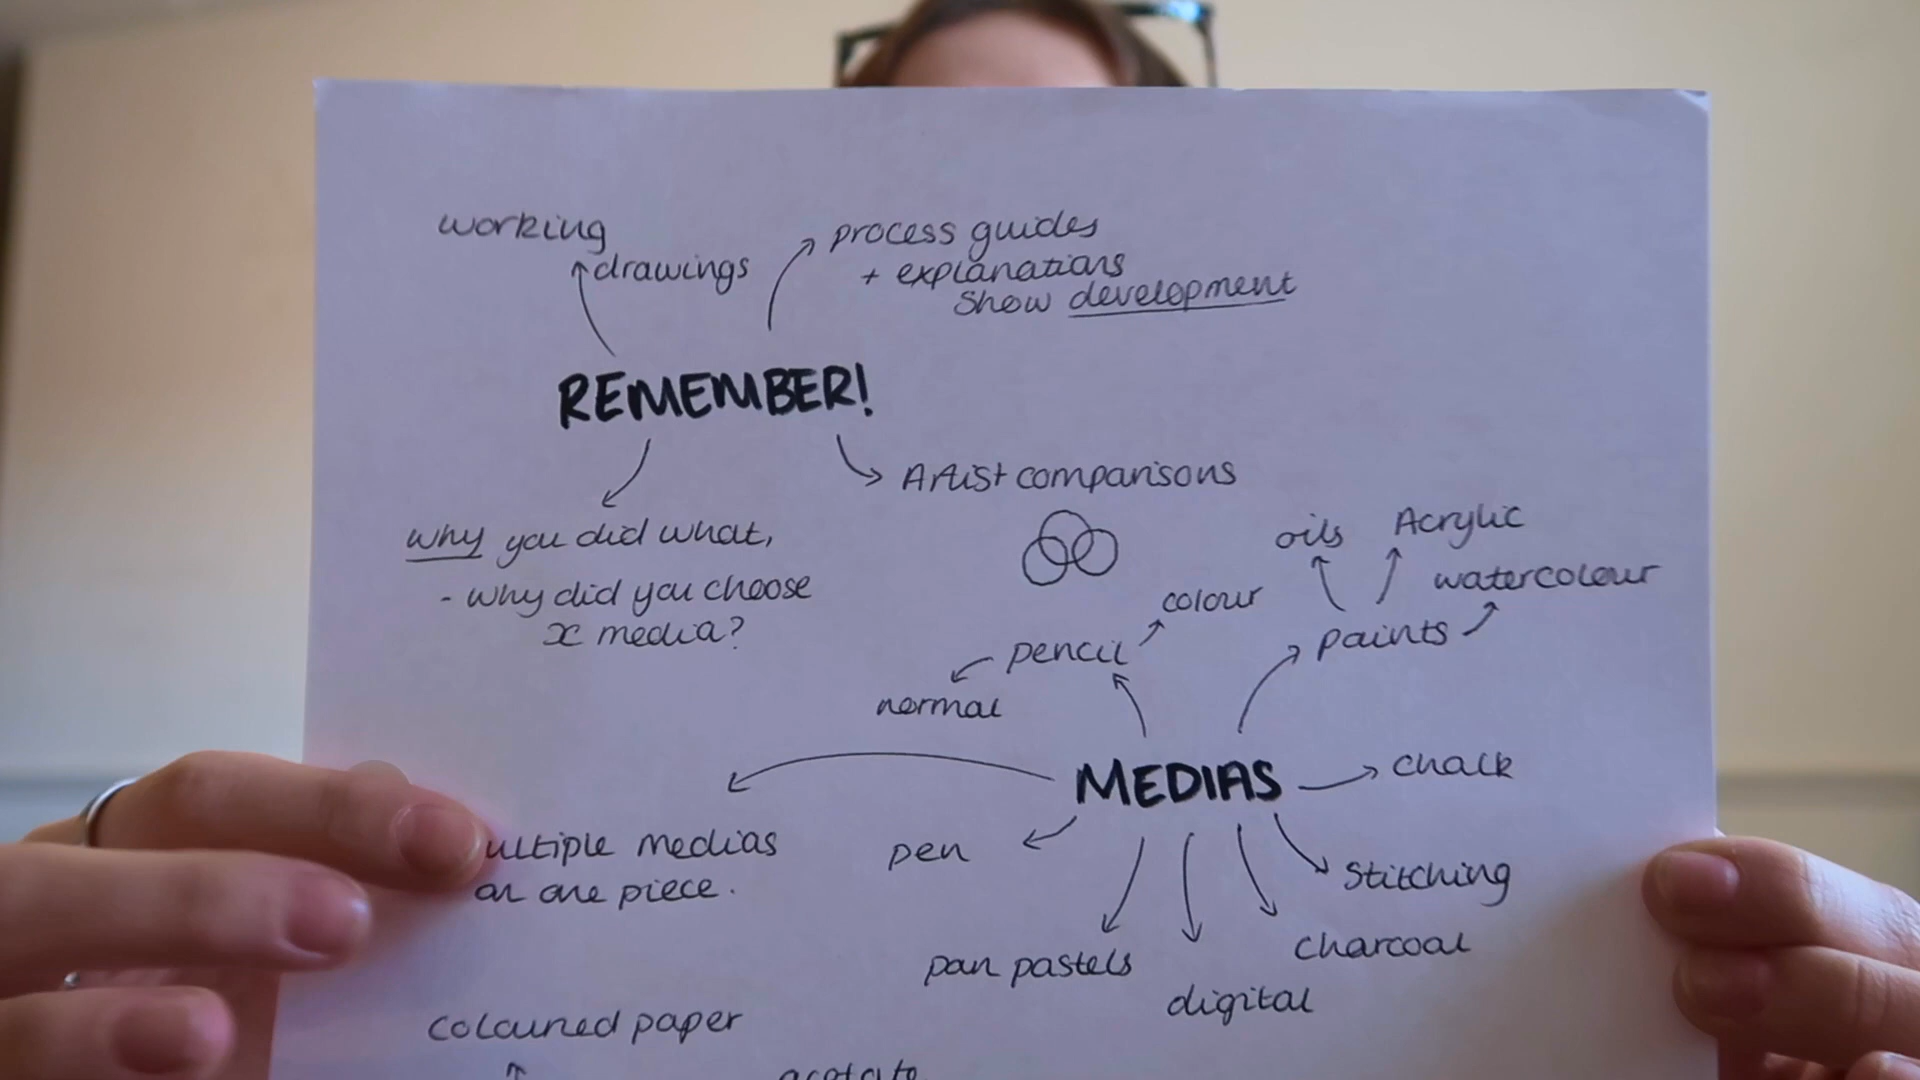 working
drawings
process guides
+ explanations
Show development
REMEMBER!
Artist comparisons
why you did what,
- why did you choose
x media?
oils
Acrylic
watercolour
colour
paints
pencil
normal
MEDIAS
chalk
ultiple medias
on one piece.
pen
Stitching
pan pastels
charcoal
digital
coloured paper
acetate